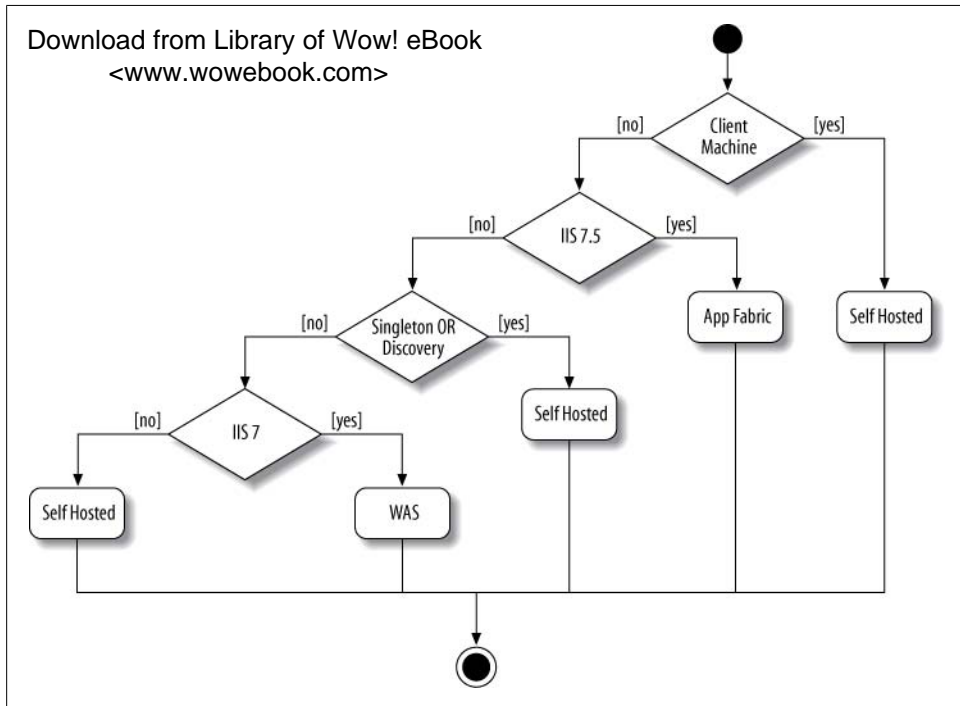 Download from Library of Wow! eBook
<www.wowebook.com>
Client
Machine
[no]
[yes]
IIS 7.5
[no]
[yes]
Singleton OR
Discovery
[no]
[yes]
App Fabric
Self Hosted
IIS 7
[no]
[yes]
Self Hosted
Self Hosted
WAS